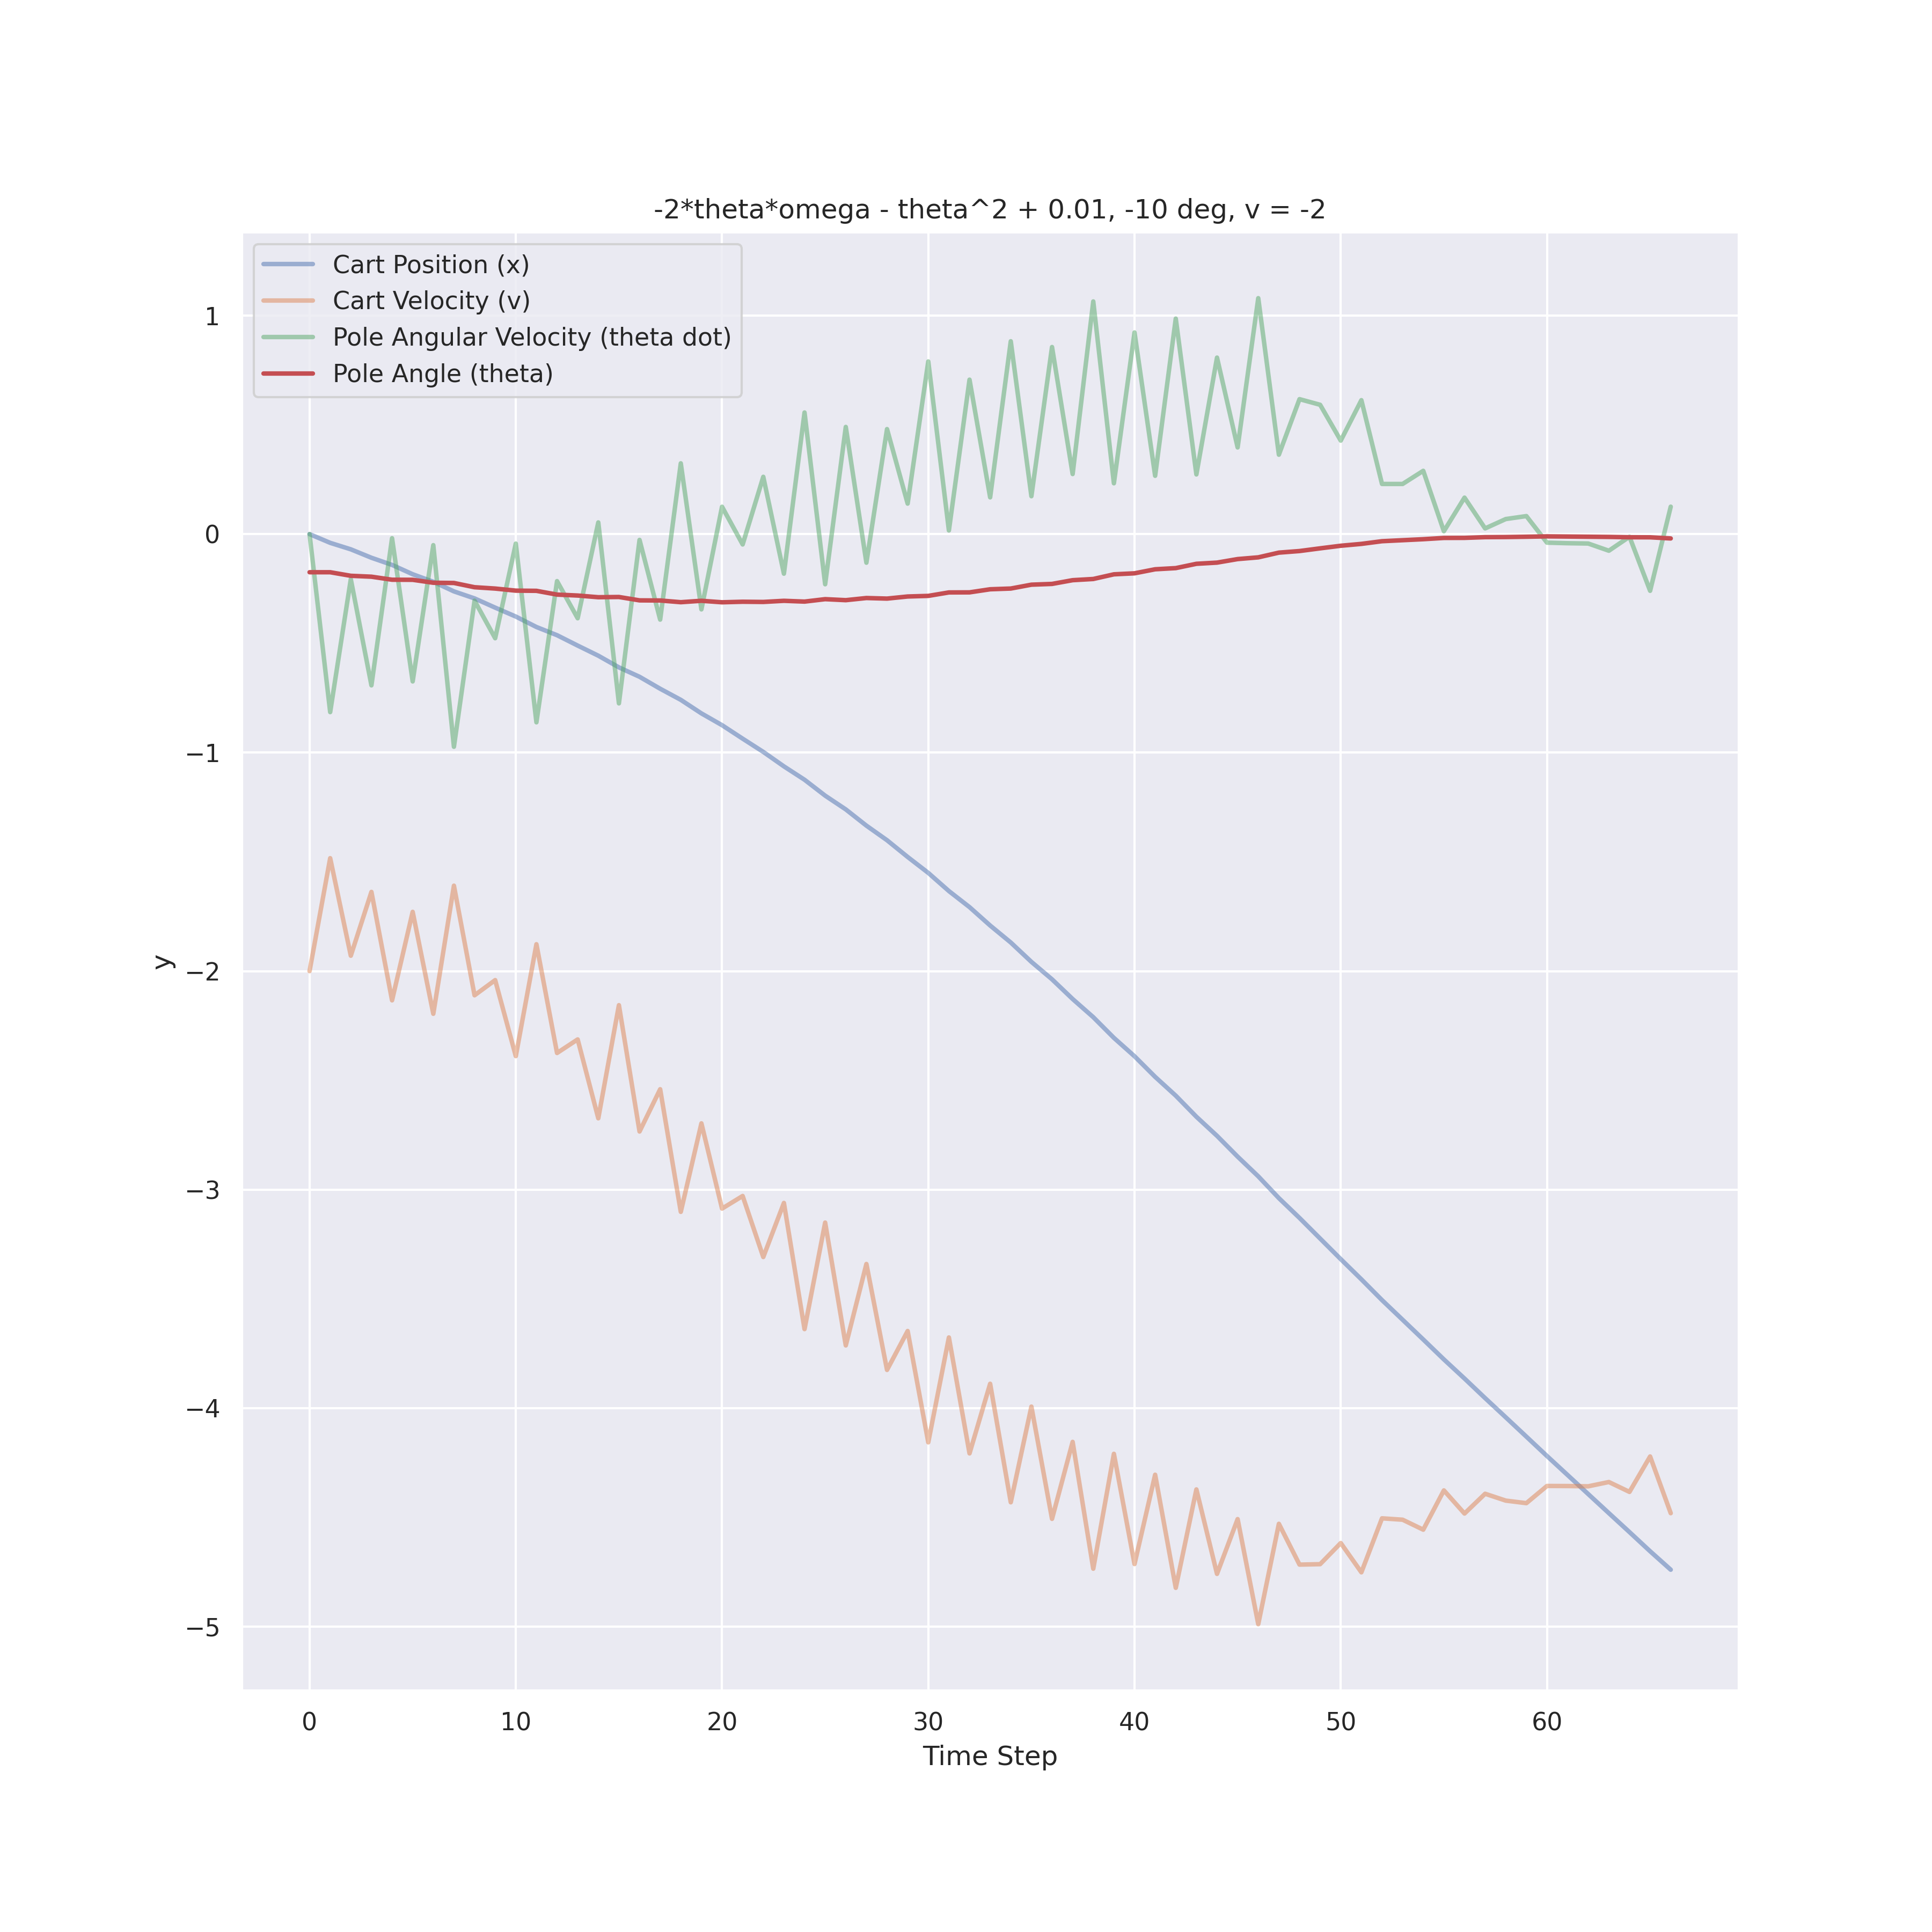 -2*theta*omega - theta^2 + 0.01, -10 deg, v = -2
Cart Position (x)
Cart Velocity (v)
Pole Angular Velocity (theta dot)
Pole Angle (theta)
1
0
−1
−2
−3
−4
−5
y
0 10 20 30 40 50 60
Time Step